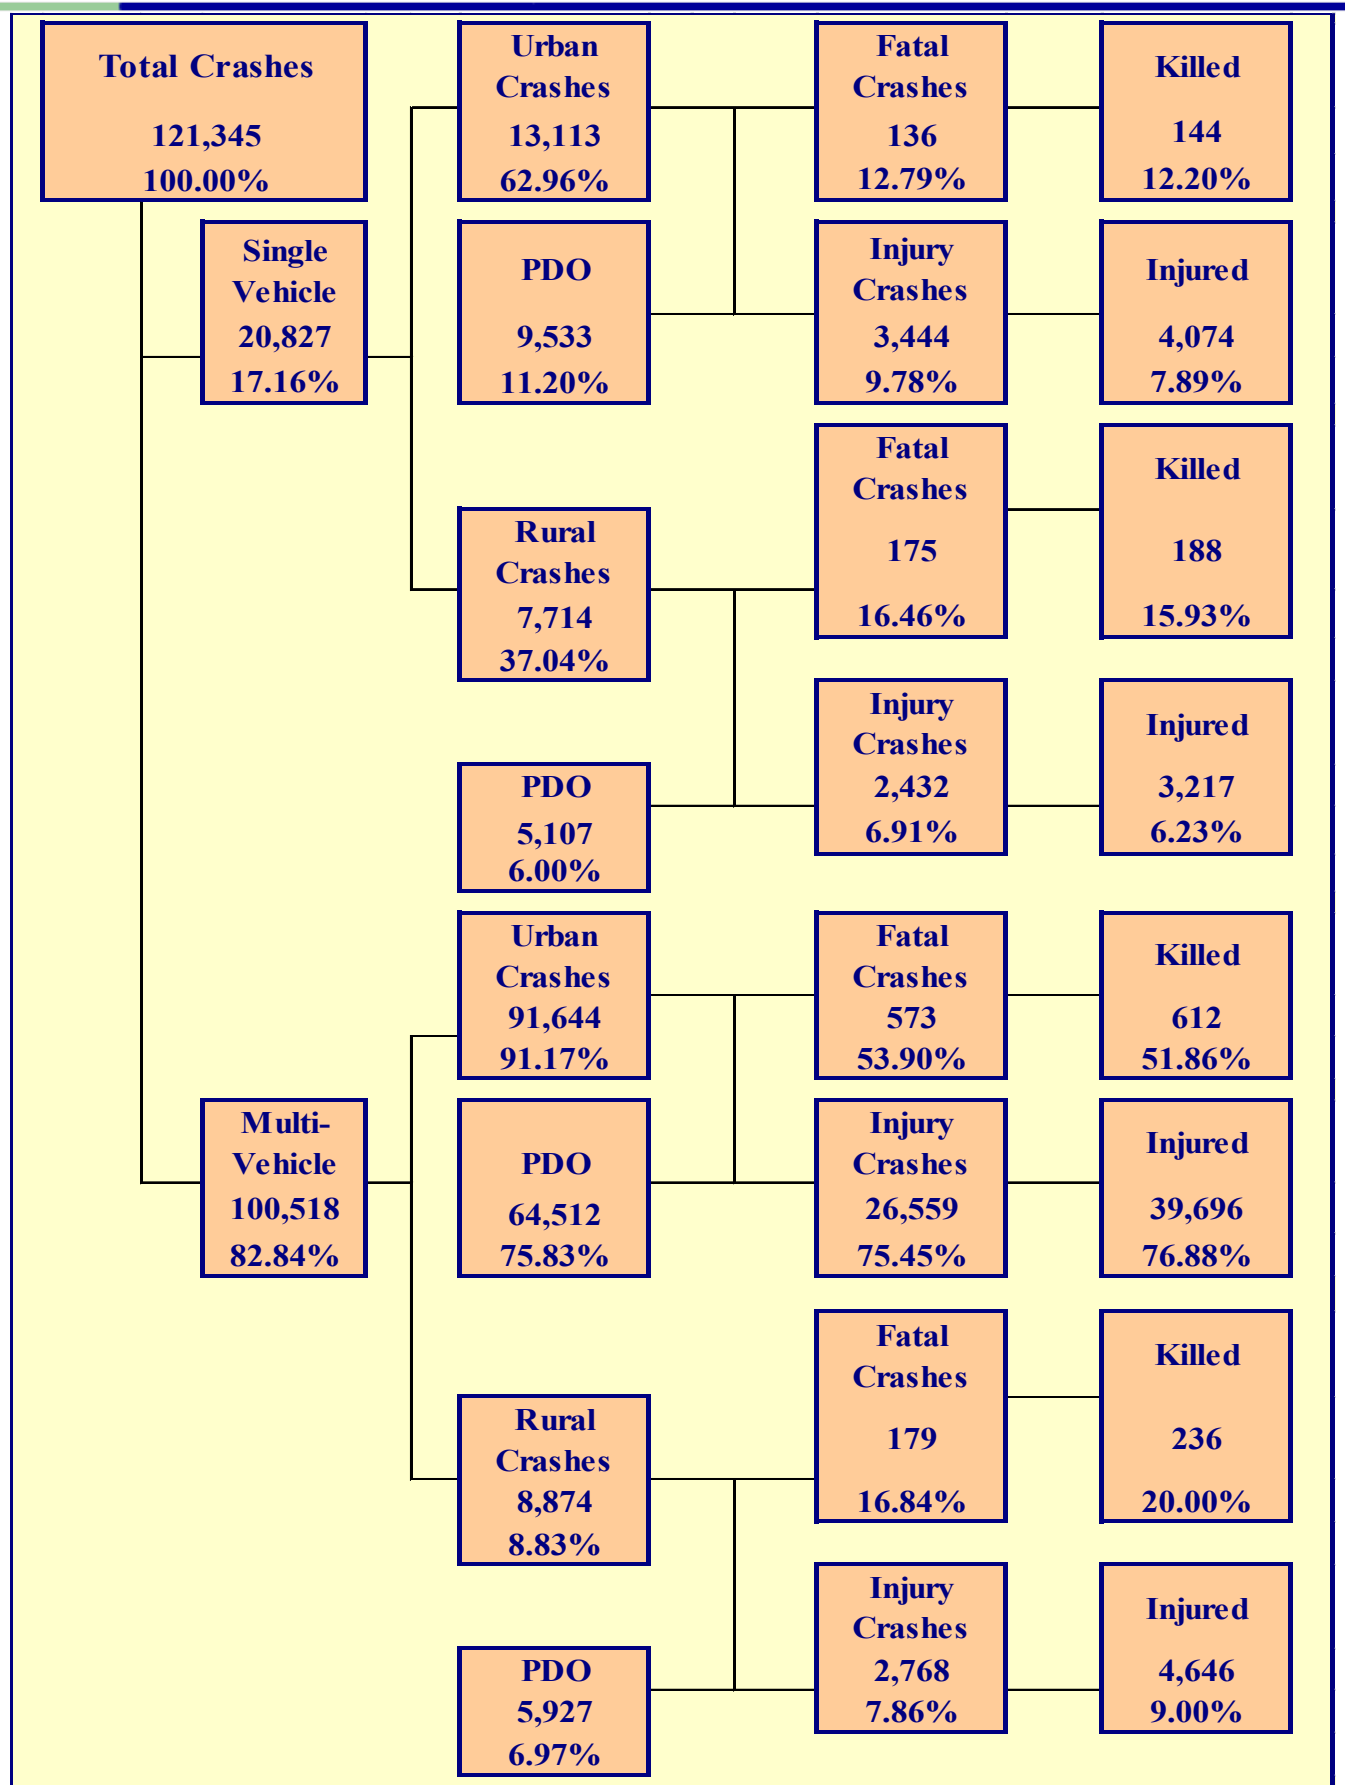 Total Crashes
121,345
100.00%
Single
Vehicle
20,827
17.16%
Urban
Crashes
13,113
62.96%
PDO
9,533
11.20%
Fatal
Crashes
136
12.79%
Killed
144
12.20%
Injury
Crashes
3,444
9.78%
Injured
4,074
7.89%
Rural
Crashes
7,714
37.04%
PDO
5,107
6.00%
Fatal
Crashes
175
16.46%
Killed
188
15.93%
Injury
Crashes
2,432
6.91%
Injured
3,217
6.23%
Multi-
Vehicle
100,518
82.84%
Urban
Crashes
91,644
91.17%
PDO
64,512
75.83%
Fatal
Crashes
573
53.90%
Killed
612
51.86%
Injury
Crashes
26,559
75.45%
Injured
39,696
76.88%
Rural
Crashes
8,874
8.83%
PDO
5,927
6.97%
Fatal
Crashes
179
16.84%
Killed
236
20.00%
Injury
Crashes
2,768
7.86%
Injured
4,646
9.00%